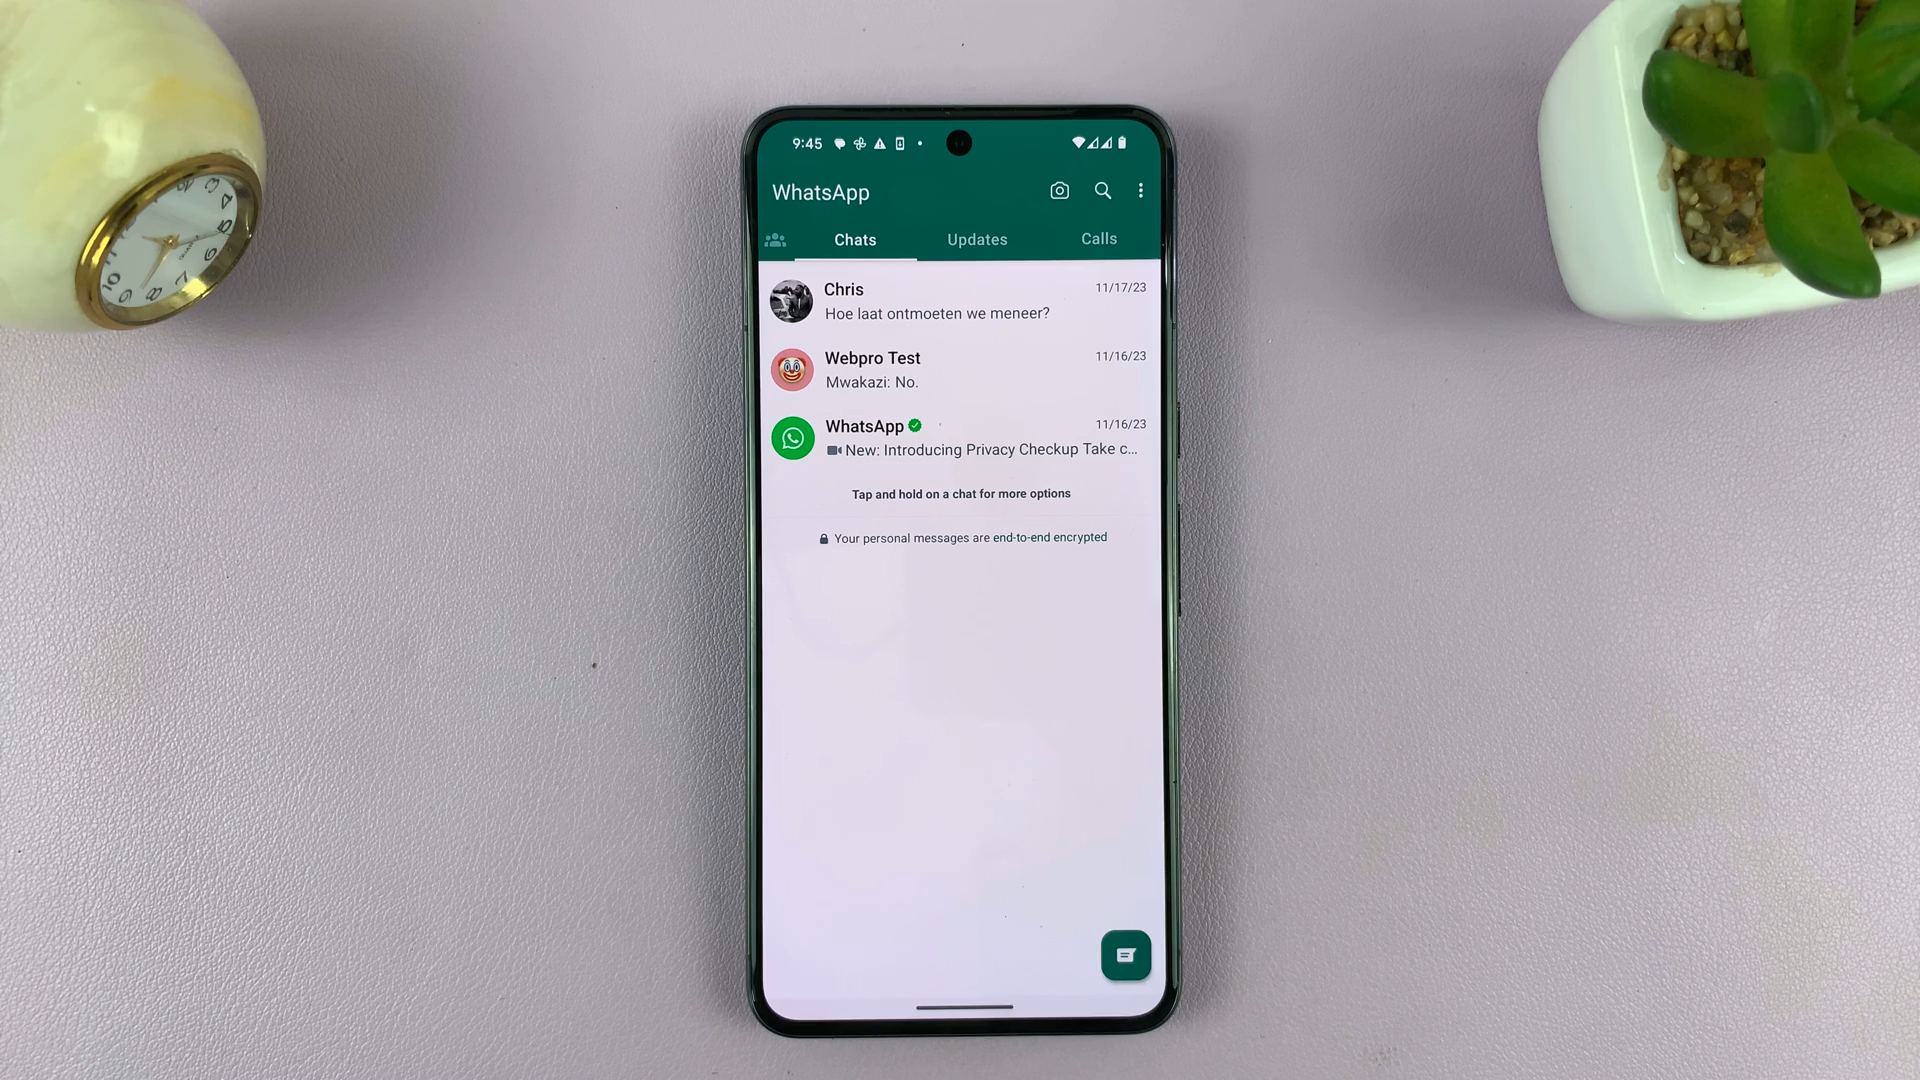 9:45
WhatsApp
Chats
Updates
Calls
Chris
11/17/23
Hoe laat ontmoeten we meneer?
Webpro Test
11/16/23
Mwakazi: No.
WhatsApp
11/16/23
New: Introducing Privacy Checkup Take c...
Tap and hold on a chat for more options
Your personal messages are end-to-end encrypted